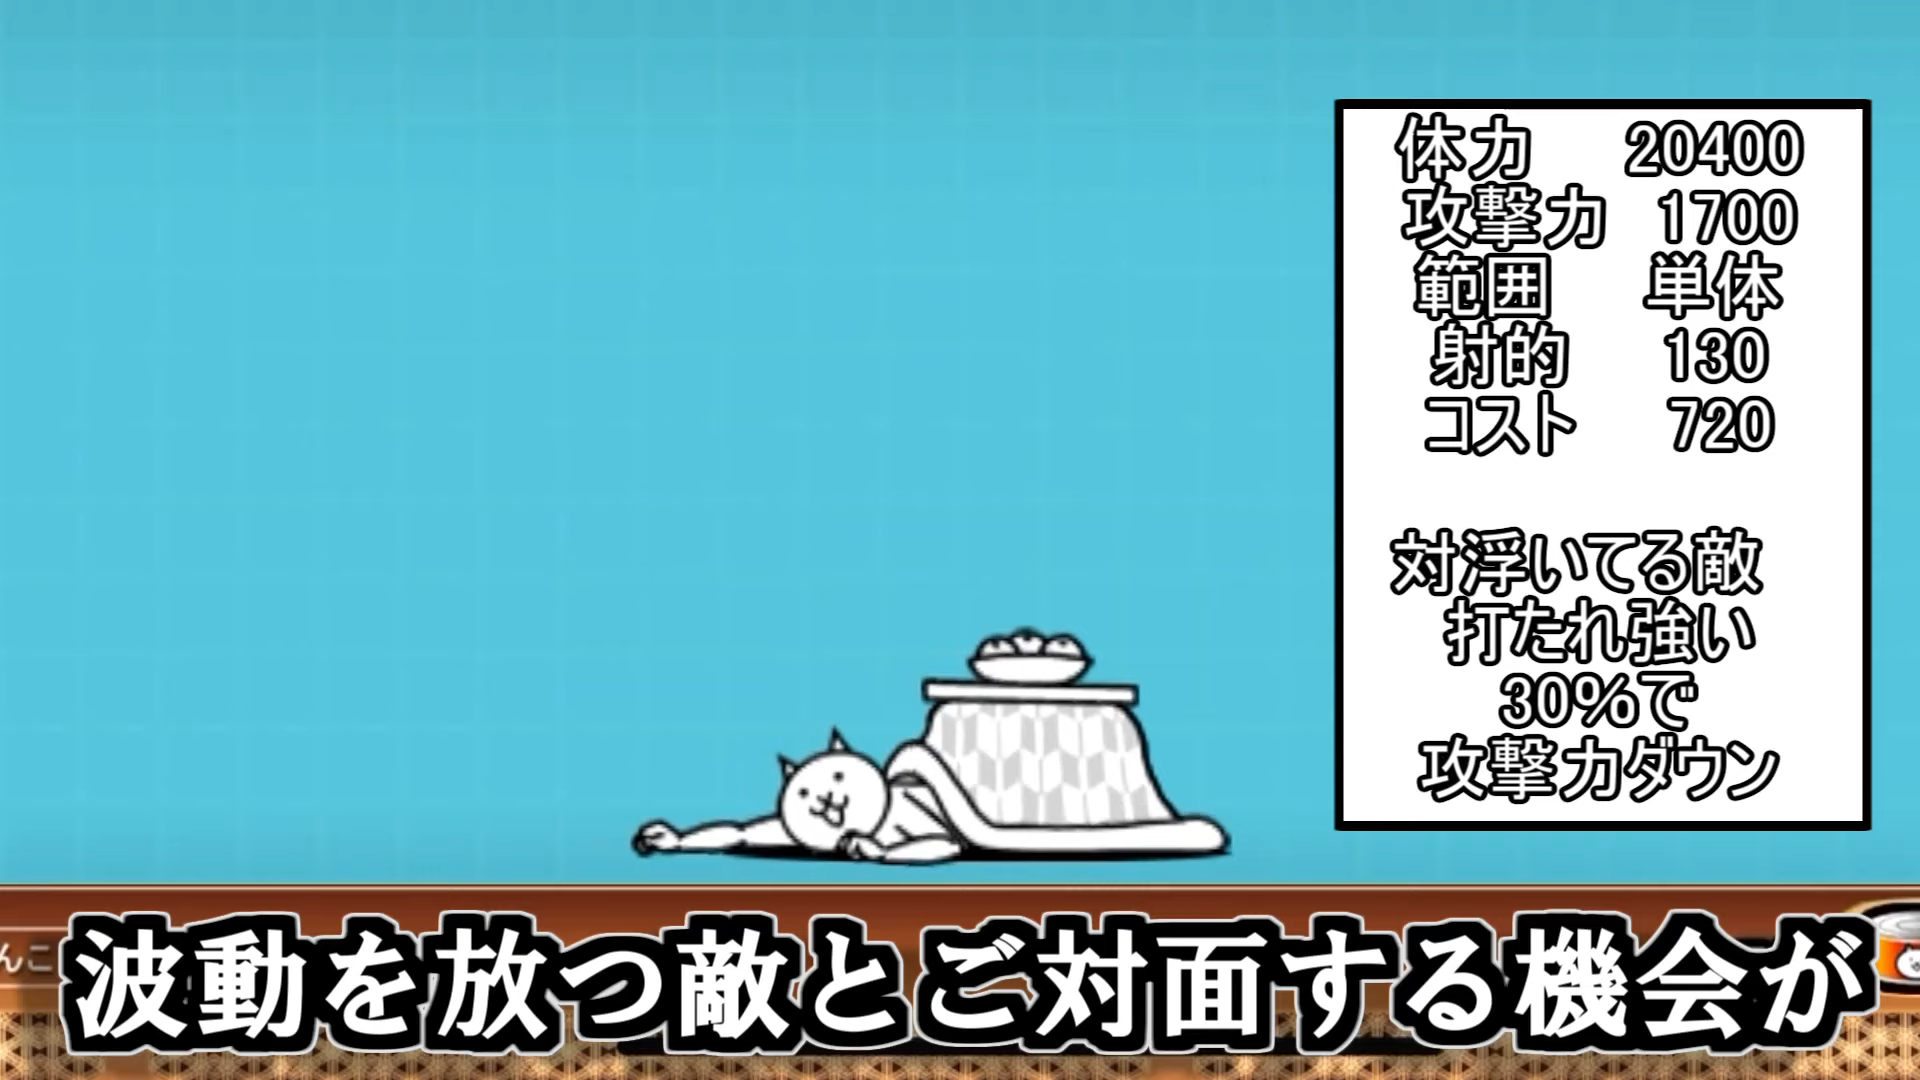 体力 20400
攻撃力 1700
範囲 単体
射的 130
コスト 720
対浮いてる敵
打たれ強い
30%で
攻撃力ダウン
んこ
波動を放つ敵とご対面する機会が